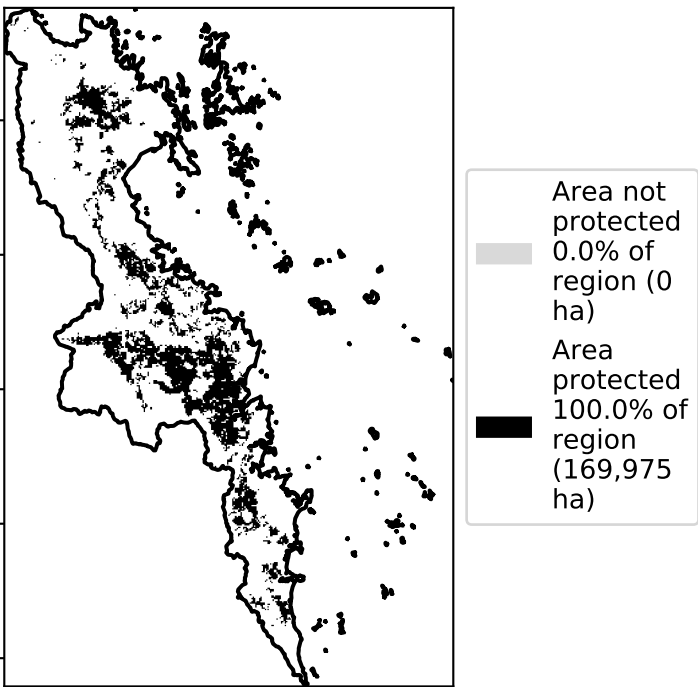 Area not
protected
0.0% of
region (0
ha)
Area
protected
100.0% of
region
(169,975
ha)